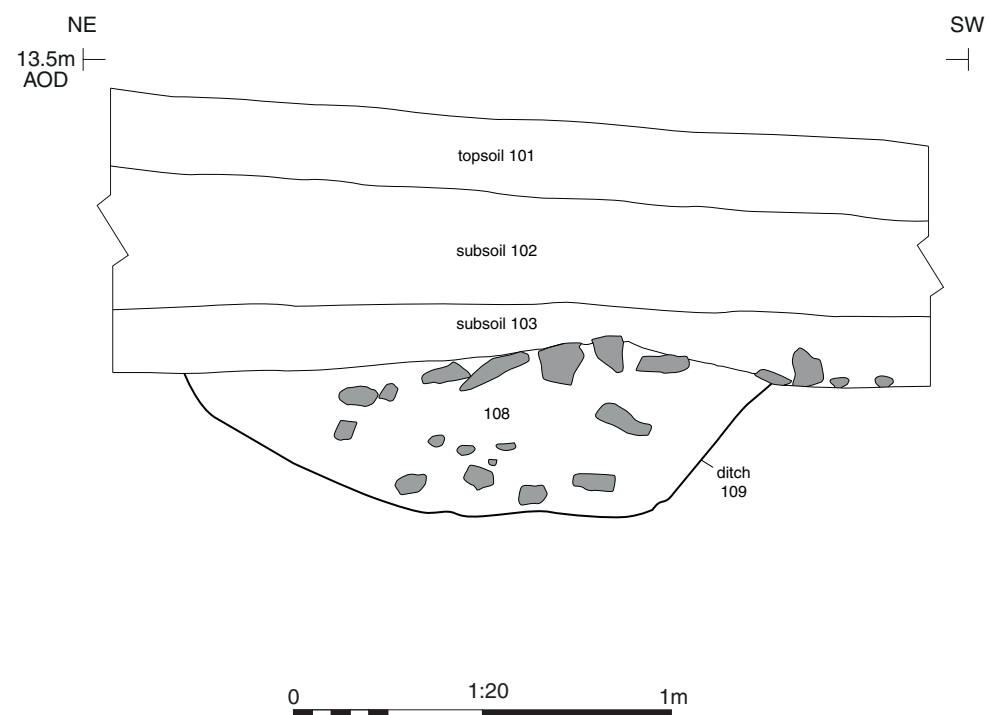 NE
SW
13.5m
AOD
topsoil 101
subsoil 102
subsoil 103
108
ditch
109
0
1:20
1m